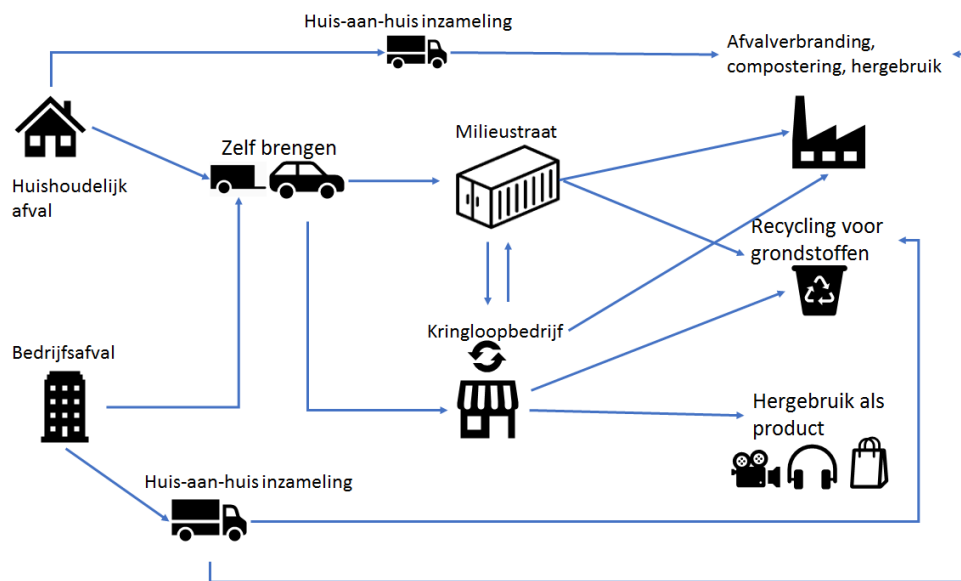 Huis-aan-huis inzameling
Afvalverbranding,
compostering, hergebruik
Zelf brengen
Milieustraat
Huishoudelijk
afval
Recycling voor
grondstoffen
Kringloopbedrijf
Bedrijfsafval
Hergebruik als
product
Huis-aan-huis inzameling